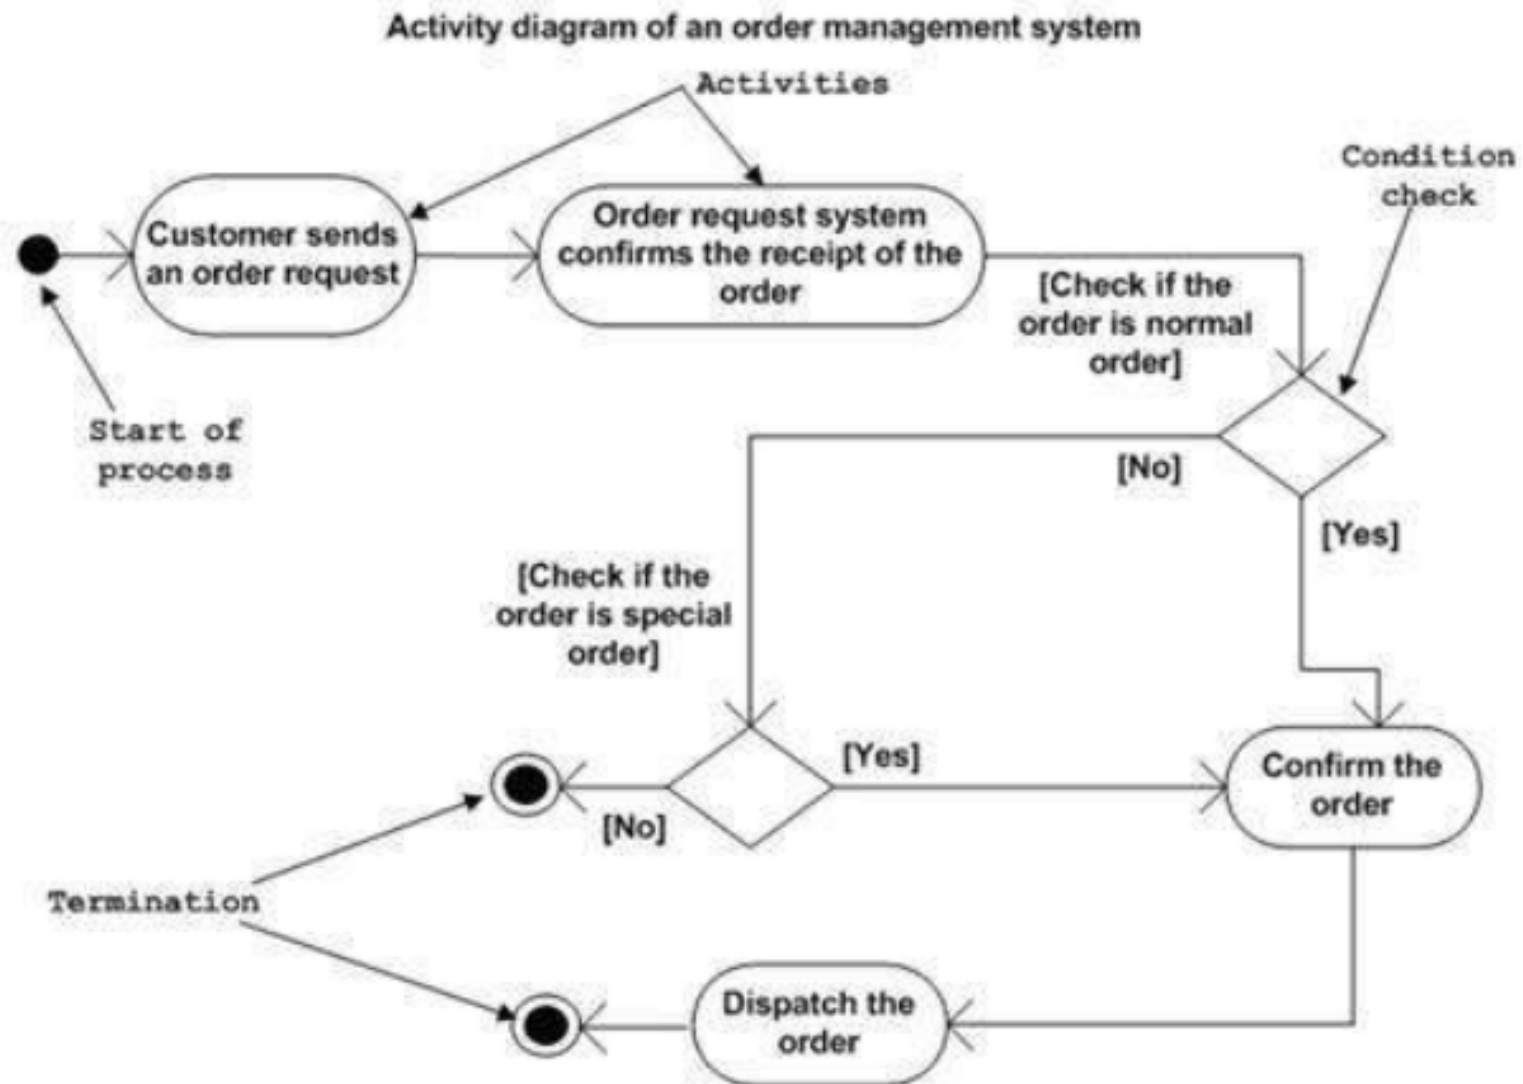 Activity diagram of an order management system
Activities
Condition
check
Customer sends
an order request
Order request system
confirms the receipt of the
order
[Check if the
order is normal
order]
Start of
process
[No]
[Yes]
[Check if the
order is special
order]
[Yes]
Confirm the
order
[No]
Termination
Dispatch the
order